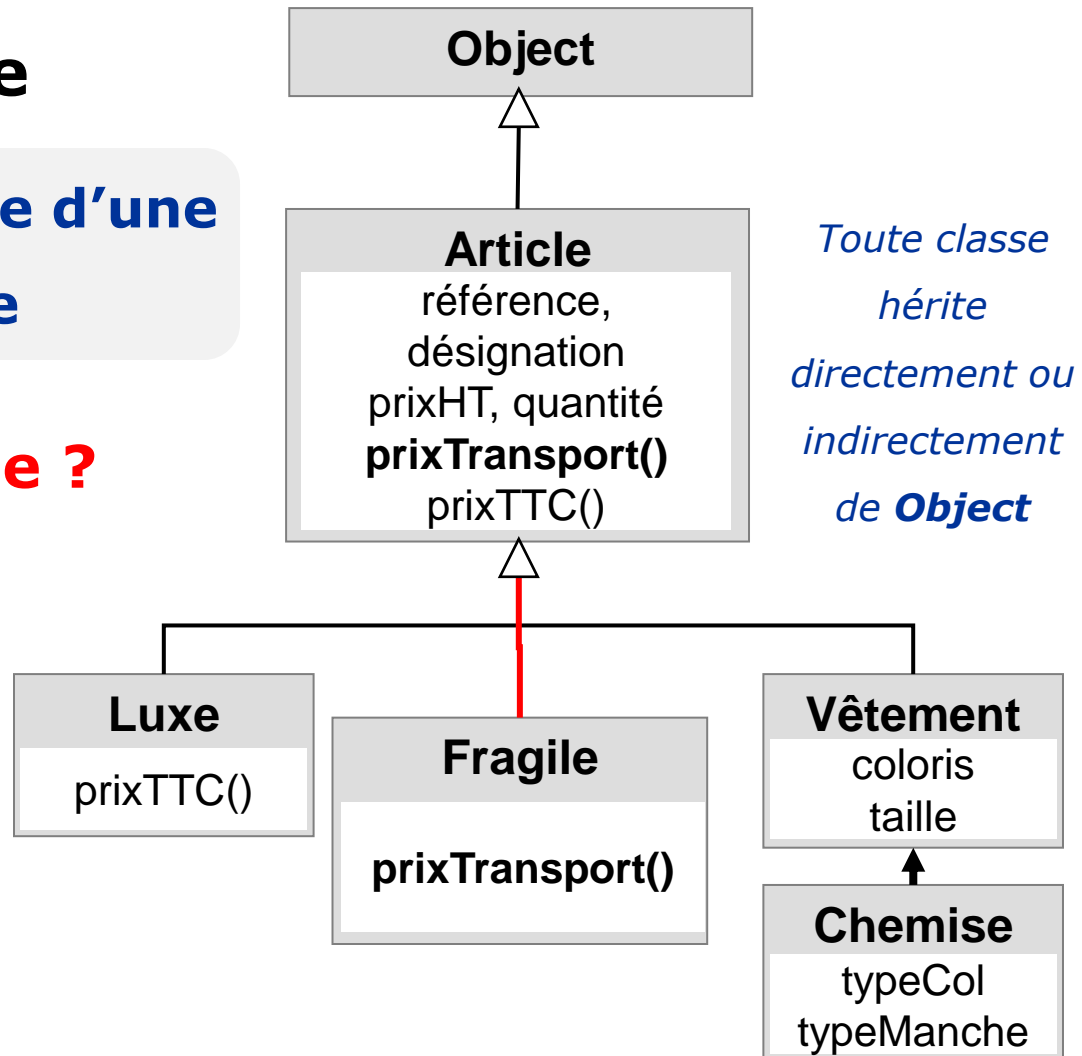 e
e d'une
e
e ?
Object
Article
référence,
désignation
prixHT, quantité
prixTransport()
prixTTC()
Toute classe
hérite
directement ou
indirectement
de Object
Luxe
prixTTC()
Fragile
prixTransport()
Vêtement
coloris
taille
Chemise
typeCol
typeManche